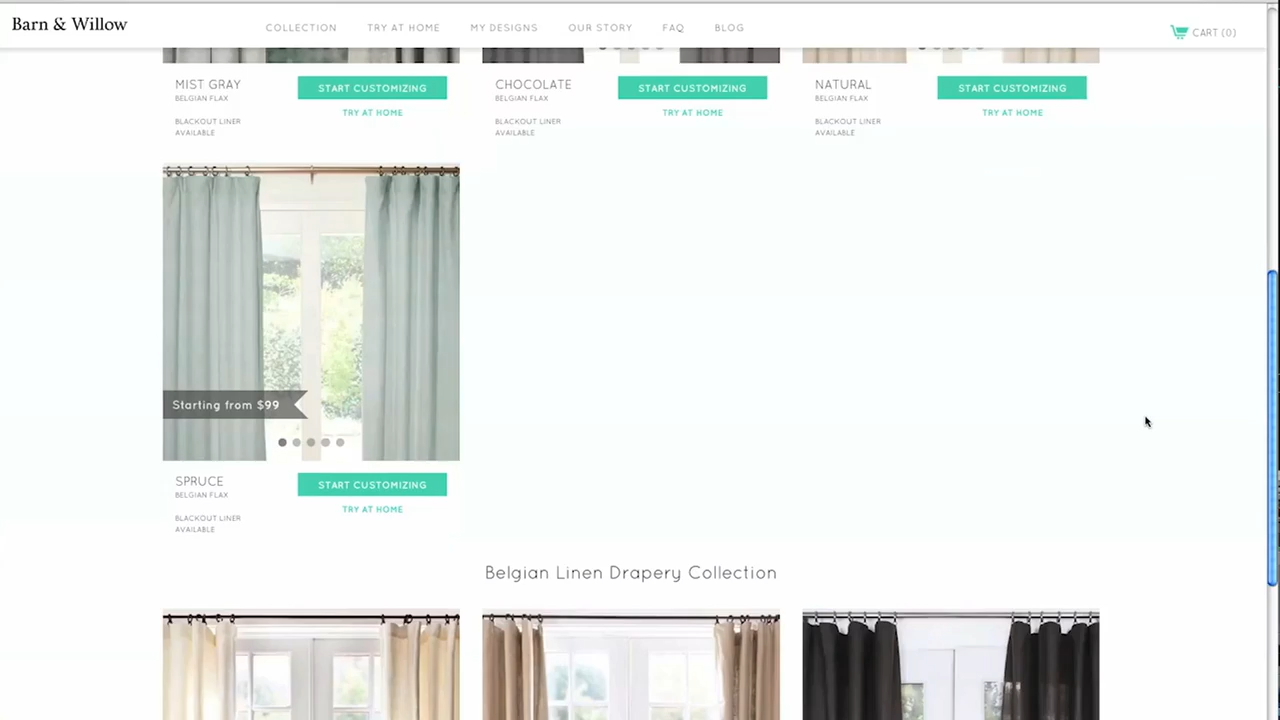 Barn & Willow
COLLECTION TRY AT HOME MY DESIGNS OUR STORY FAQ BLOG
CART (0)
MIST GRAY
BELGIAN FLAX
BLACKOUT LINER
AVAILABLE
START CUSTOMIZING
TRY AT HOME
CHOCOLATE
BELGIAN FLAX
BLACKOUT LINER
AVAILABLE
START CUSTOMIZING
TRY AT HOME
NATURAL
BELGIAN FLAX
BLACKOUT LINER
AVAILABLE
START CUSTOMIZING
TRY AT HOME
Starting from $99
SPRUCE
BELGIAN FLAX
BLACKOUT LINER
AVAILABLE
START CUSTOMIZING
TRY AT HOME
Belgian Linen Drapery Collection